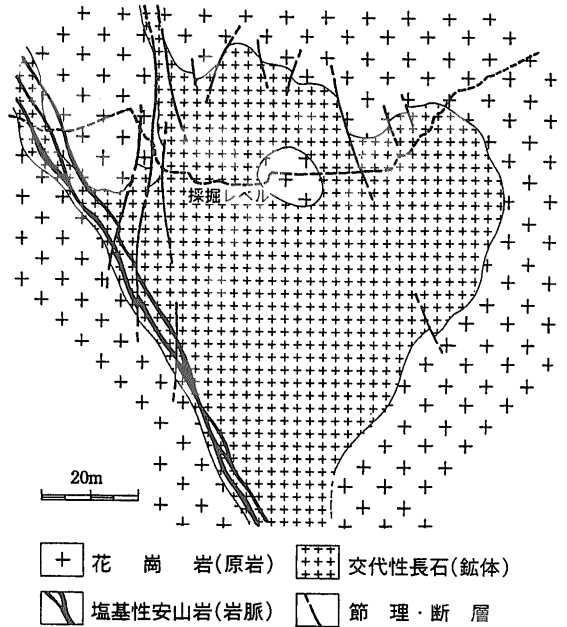 採掘レベル
20m
花崗岩(原岩)
交代性長石(鉱体)
塩基性安山岩(岩脈)
節理・断層